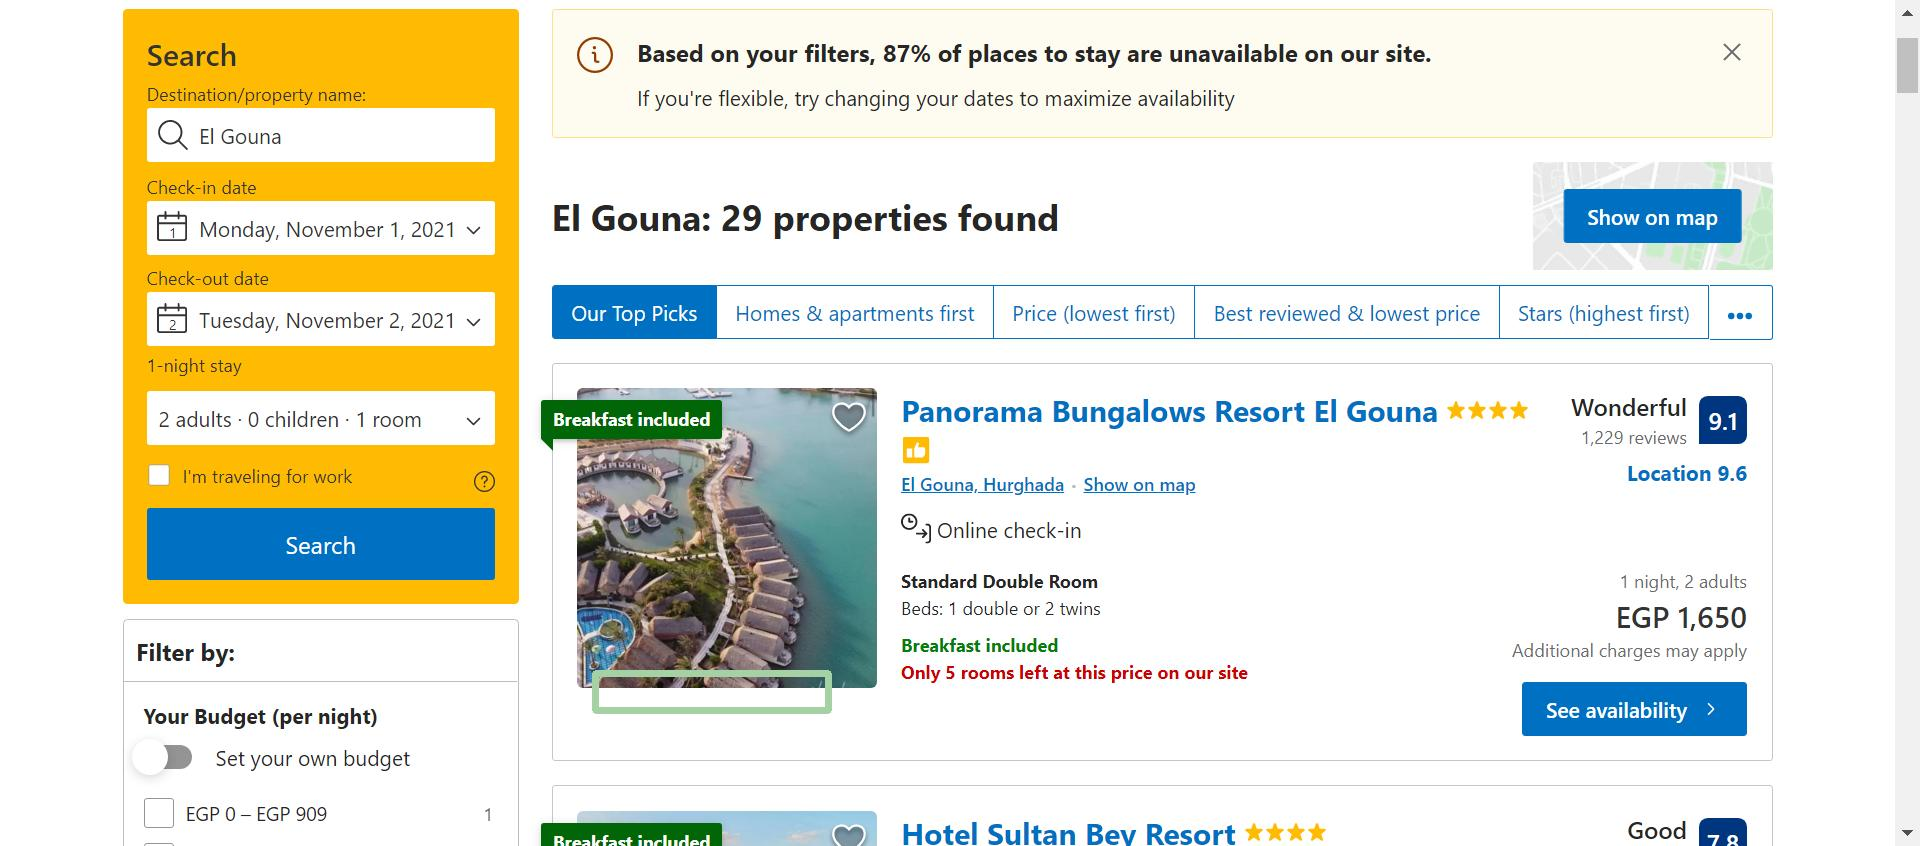 Search
Destination/property name:
El Gouna
Check-in date
1
Monday, November 1, 2021
Check-out date
2
Tuesday, November 2, 2021
1-night stay
2 adults · 0 children · 1 room
I'm traveling for work
?
Search
Filter by:
Your Budget (per night)
Set your own budget
EGP 0 – EGP 909 1
Based on your filters, 87% of places to stay are unavailable on our site.
If you're flexible, try changing your dates to maximize availability
El Gouna: 29 properties found
Show on map
Our Top Picks
Homes & apartments first
Price (lowest first)
Best reviewed & lowest price
Stars (highest first)
•••
Breakfast included
Panorama Bungalows Resort El Gouna
Wonderful
1,229 reviews
9.1
Location 9.6
El Gouna, Hurghada · Show on map
Online check-in
Standard Double Room
Beds: 1 double or 2 twins
Breakfast included
Only 5 rooms left at this price on our site
1 night, 2 adults
EGP 1,650
Additional charges may apply
See availability
Breakfast included
Hotel Sultan Bey Resort
Good
7.8